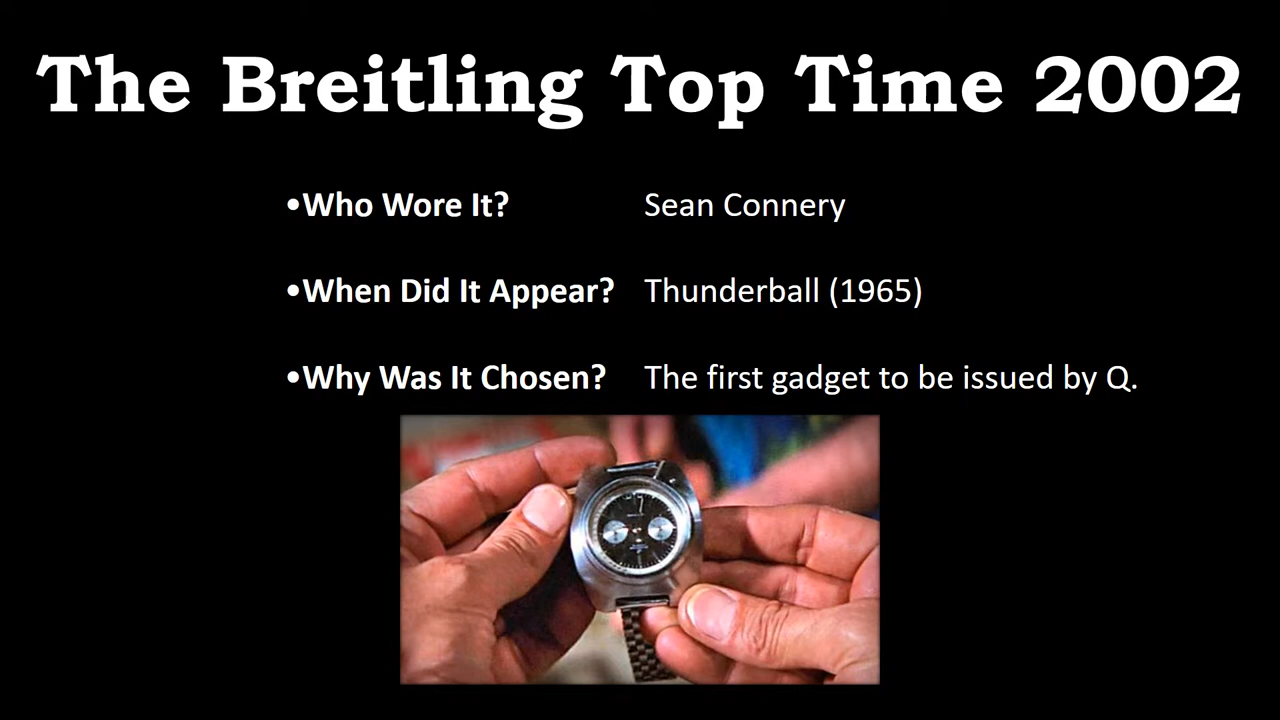 The Breitling Top Time 2002
•Who Wore It? Sean Connery
•When Did It Appear? Thunderball (1965)
•Why Was It Chosen? The first gadget to be issued by Q.